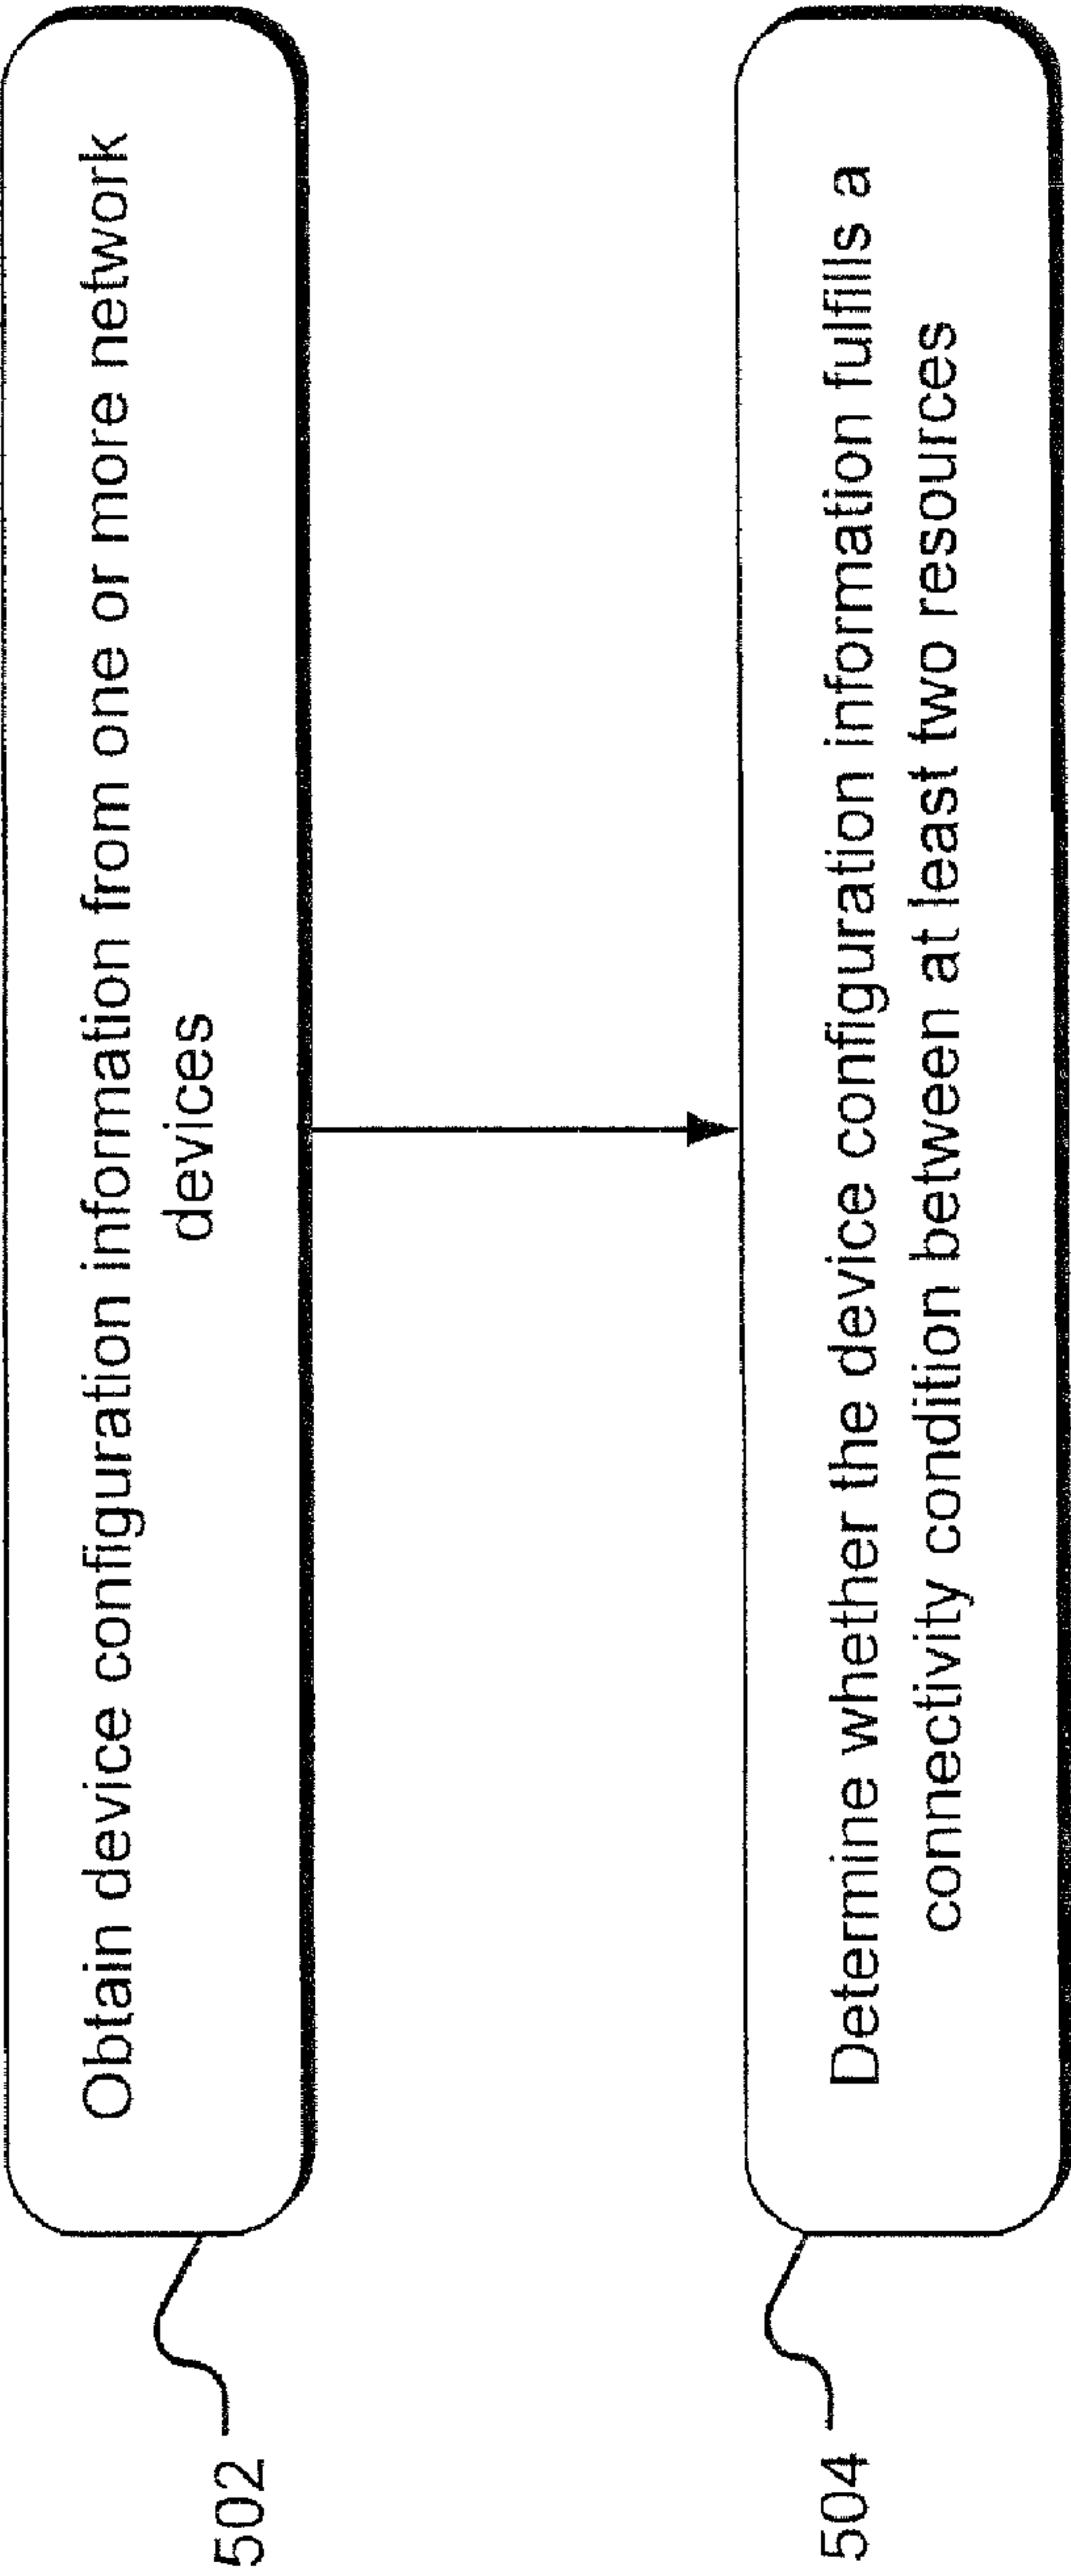 Obtain device configuration information from one or more network
devices
502
Determine whether the device configuration information fulfills a
connectivity condition between at least two resources
504